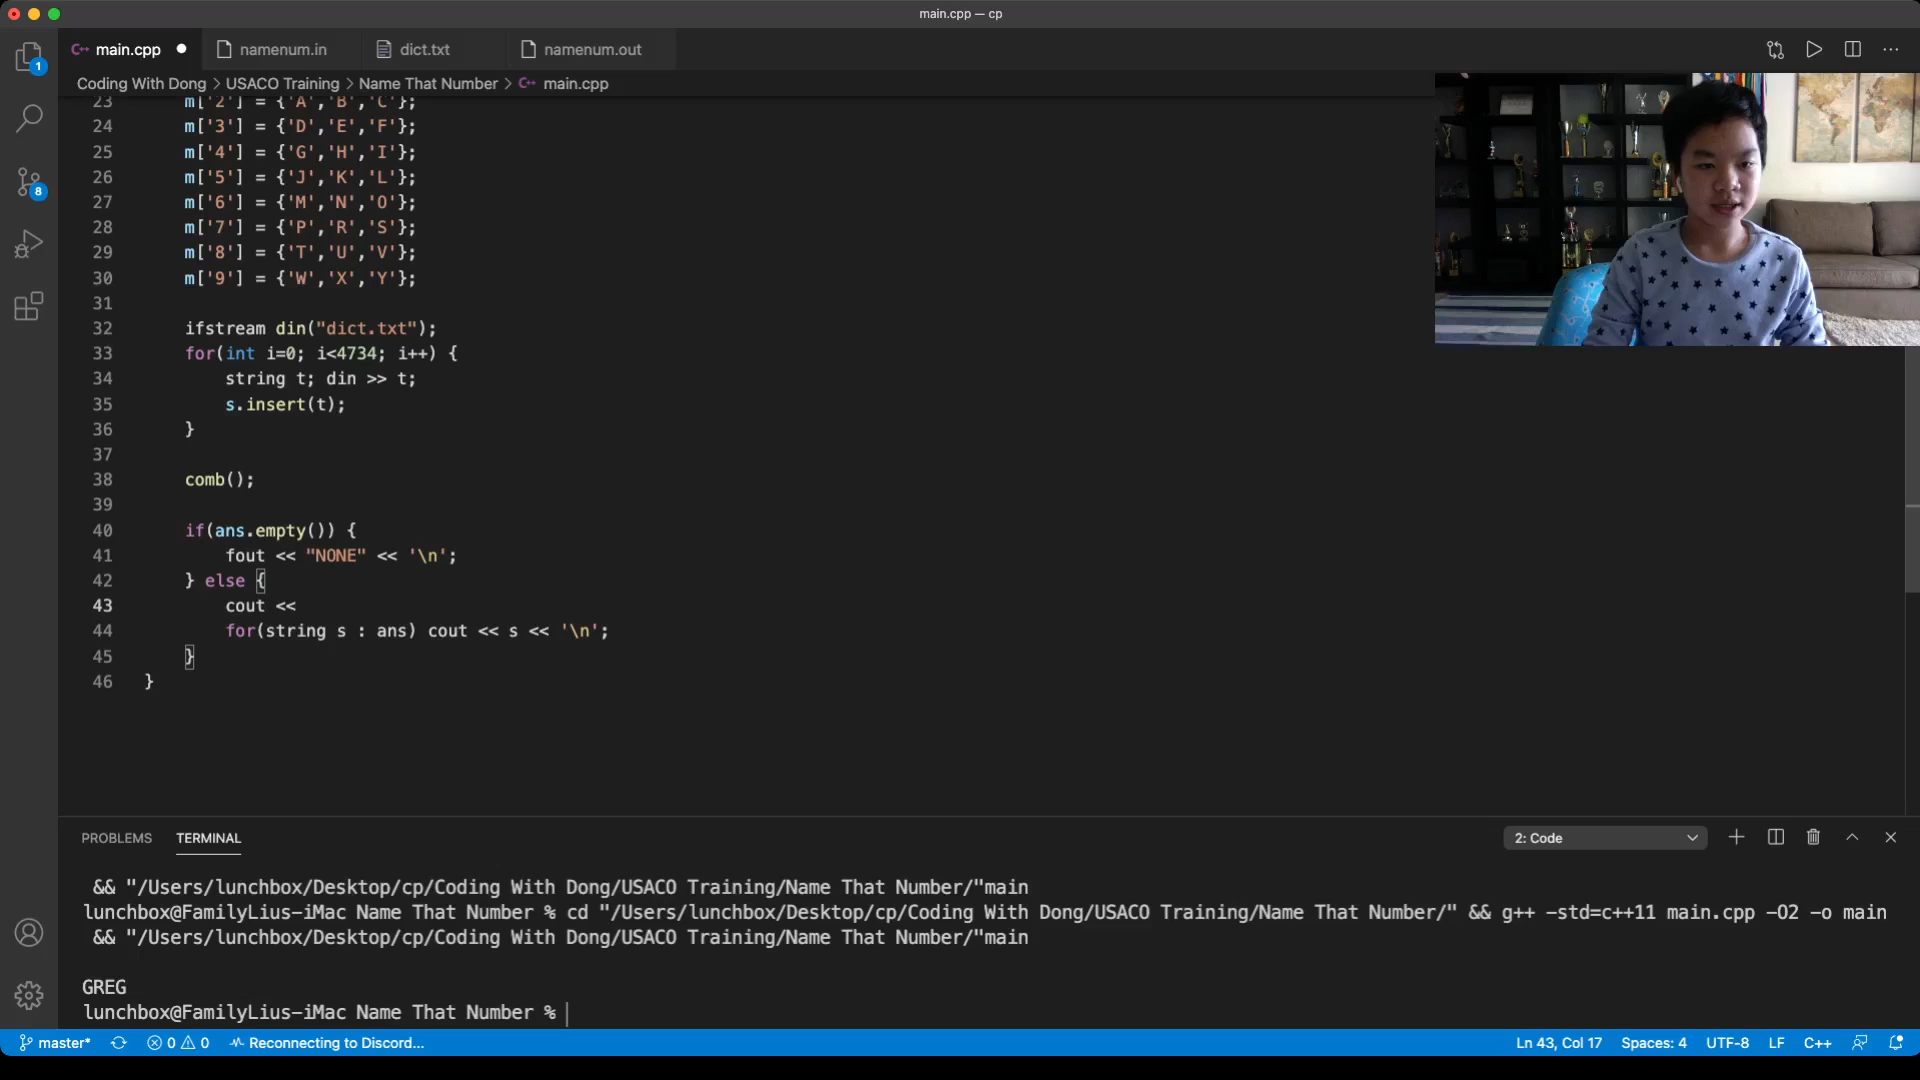 main.cpp — cp
main.cpp
namenum.in
dict.txt
namenum.out
1
Coding With Dong > USACO Training > Name That Number > main.cpp
23 m['2'] = {'A','B','C'};
24 m['3'] = {'D','E','F'};
25 m['4'] = {'G','H','I'};
26 m['5'] = {'J','K','L'};
27 m['6'] = {'M','N','O'};
28 m['7'] = {'P','R','S'};
29 m['8'] = {'T','U','V'};
30 m['9'] = {'W','X','Y'};
31
32 ifstream din("dict.txt");
33 for(int i=0; i<4734; i++) {
34 string t; din >> t;
35 s.insert(t);
36 }
37
38 comb();
39
40 if(ans.empty()) {
41 fout << "NONE" << '\n';
42 } else {
43 cout <<
44 for(string s : ans) cout << s << '\n';
45 }
46 }
8
PROBLEMS
TERMINAL
2: Code
&& "/Users/lunchbox/Desktop/cp/Coding With Dong/USACO Training/Name That Number/"main
lunchbox@FamilyLius-iMac Name That Number % cd "/Users/lunchbox/Desktop/cp/Coding With Dong/USACO Training/Name That Number/" && g++ -std=c++11 main.cpp -O2 -o main
&& "/Users/lunchbox/Desktop/cp/Coding With Dong/USACO Training/Name That Number/"main
GREG
lunchbox@FamilyLius-iMac Name That Number %
master*
0
0
Reconnecting to Discord...
Ln 43, Col 17
Spaces: 4
UTF-8
LF
C++